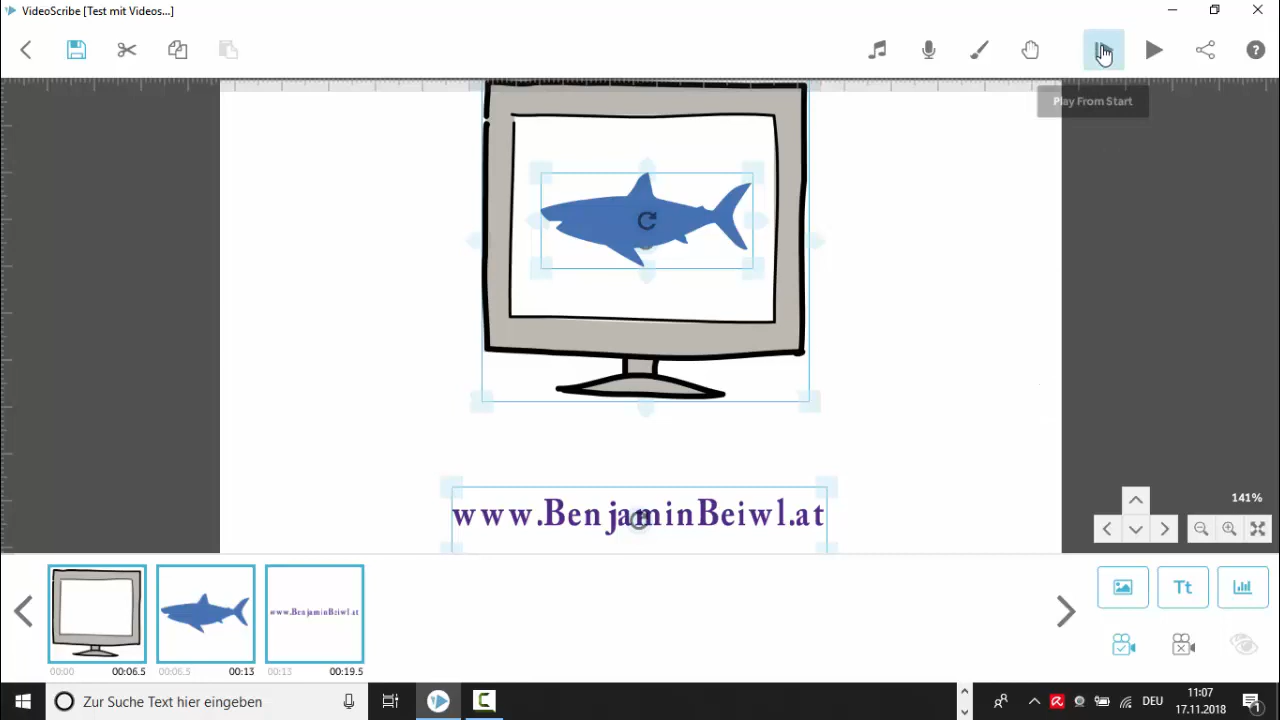 VideoScribe [Test mit Videos...]
Play From Start
www.BenjaminBeiwl.at
141%
www.BenjaminBeiwl.at
Tt
00:00 00:06.5 00:06.5 00:13 00:13 00:19.5
Zur Suche Text hier eingeben
DEU
11:07
17.11.2018
1